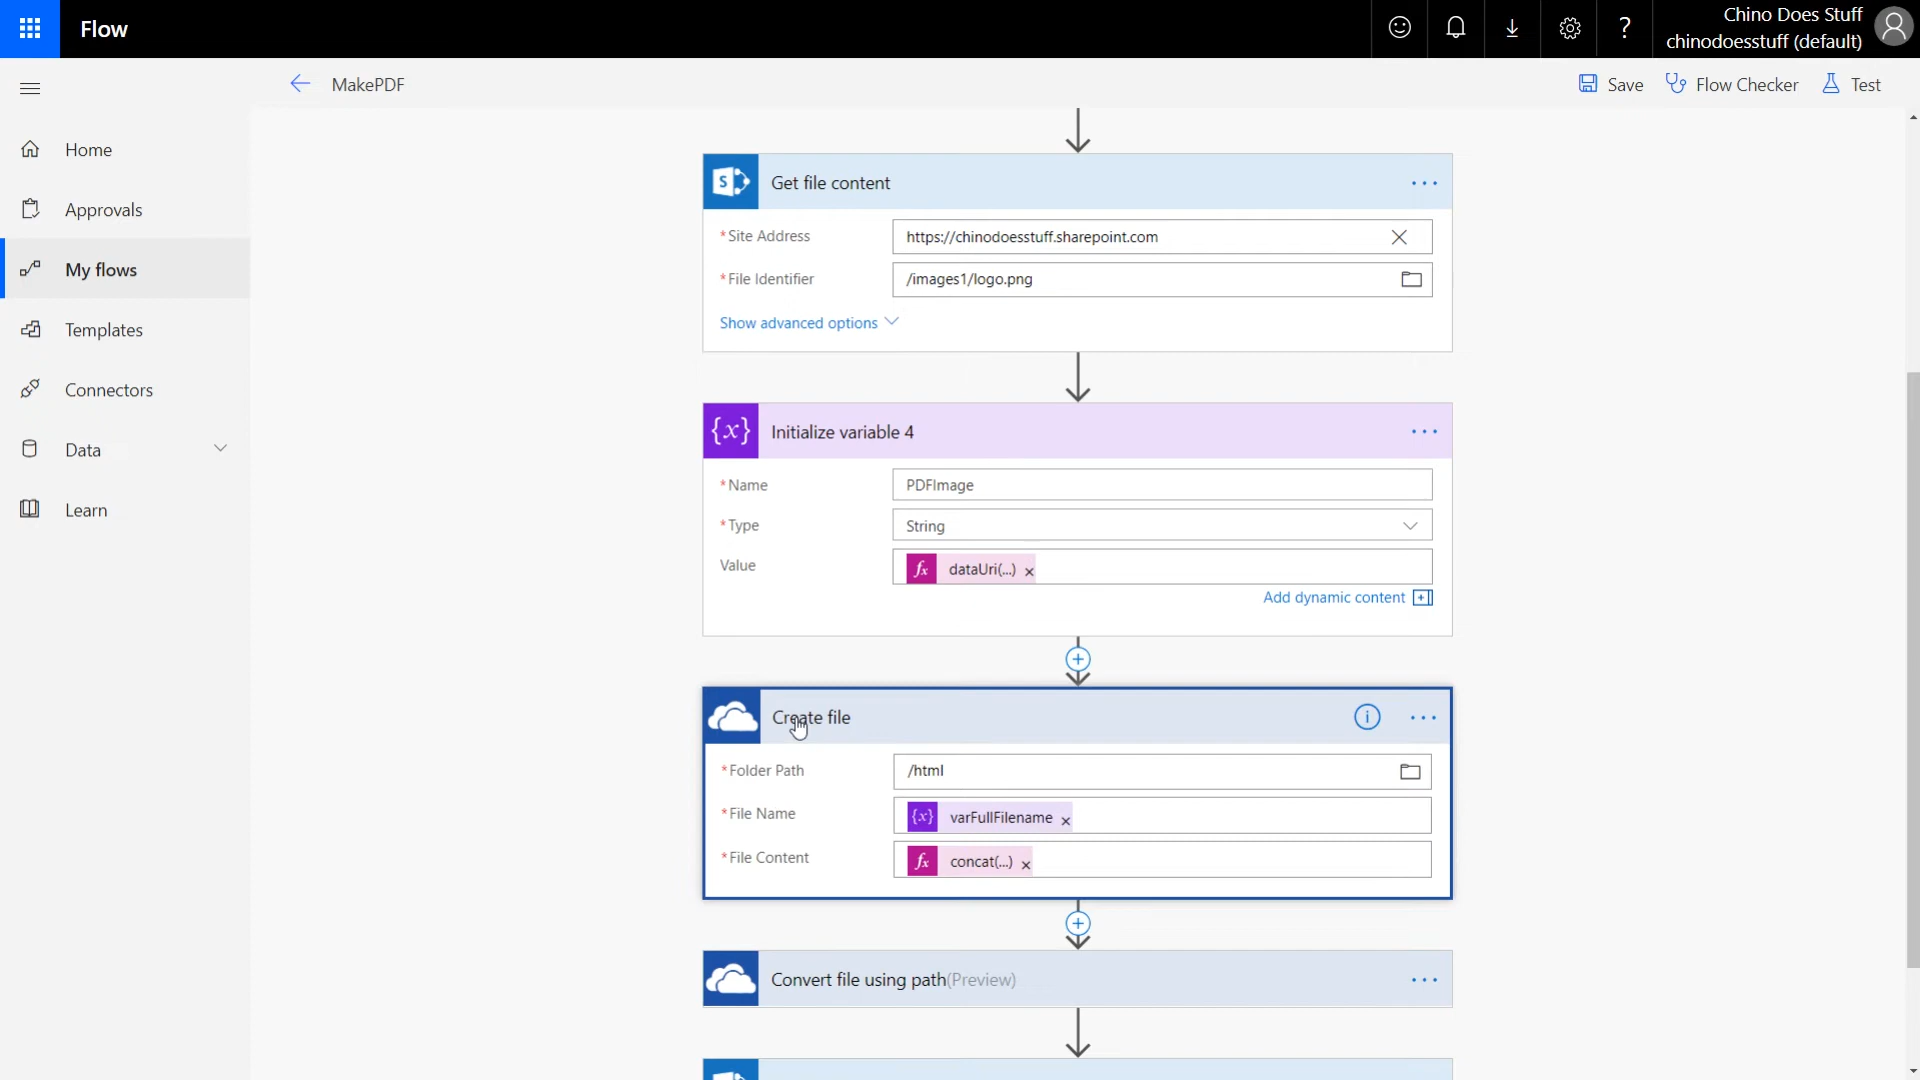 Flow
Chino Does Stuff
chinodoesstuff (default)
MakePDF
Save
Flow Checker
Test
Home
Approvals
My flows
Templates
Connectors
Data
Learn
S
Get file content
...
*Site Address
https://chinodoesstuff.sharepoint.com
*File Identifier
/images1/logo.png
Show advanced options
{x}
Initialize variable 4
...
*Name
PDFImage
*Type
String
Value
fx dataUri(...) ×
Add dynamic content
Create file
...
*Folder Path
/html
*File Name
{x} varFullFilename ×
*File Content
fx concat(...) ×
Convert file using path(Preview)
...